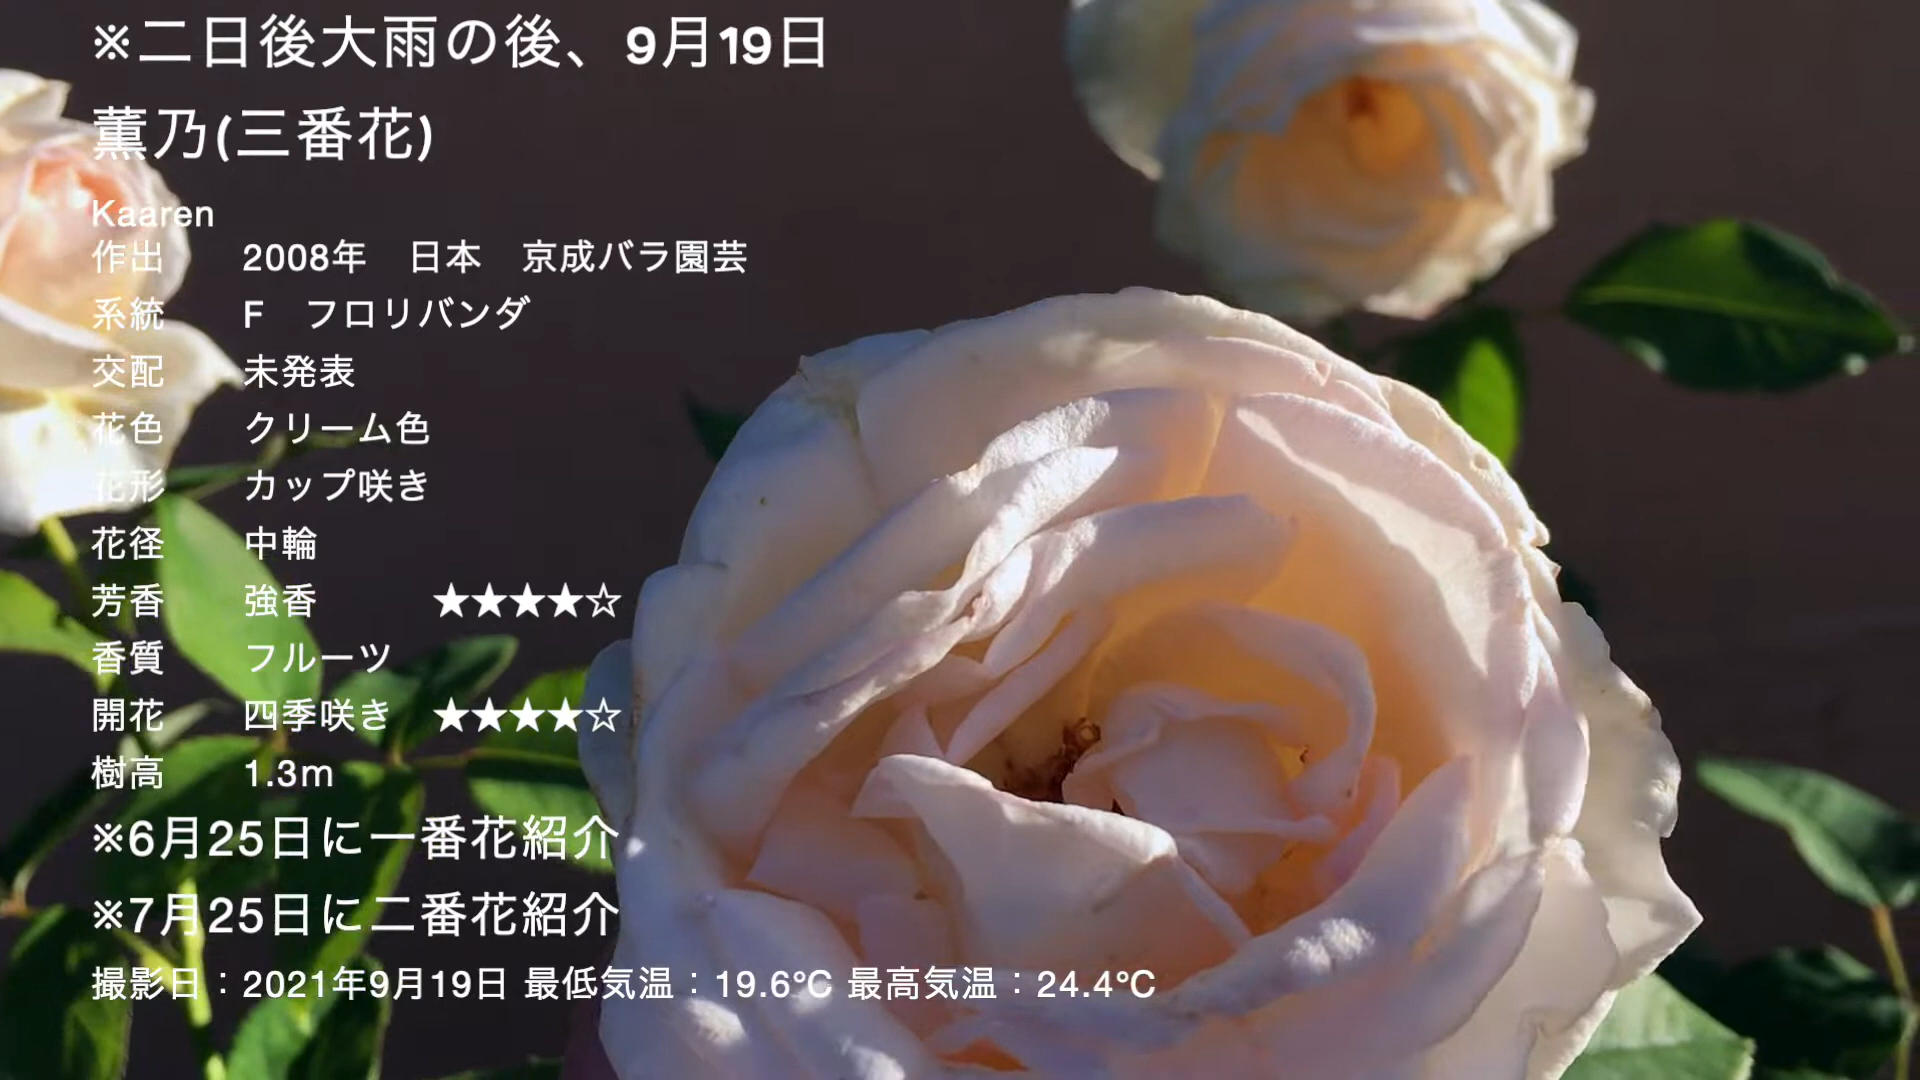 ※二日後大雨の後、9月19日
薫乃(三番花)
Kaaren
作出　2008年　日本　京成バラ園芸
系統　F　フロリバンダ
交配　未発表
花色　クリーム色
花形　カップ咲き
花径　中輪
芳香　強香　★★★★☆
香質　フルーツ
開花　四季咲き　★★★★☆
樹高　1.3m
※6月25日に一番花紹介
※7月25日に二番花紹介
撮影日：2021年9月19日 最低気温：19.6℃ 最高気温：24.4℃